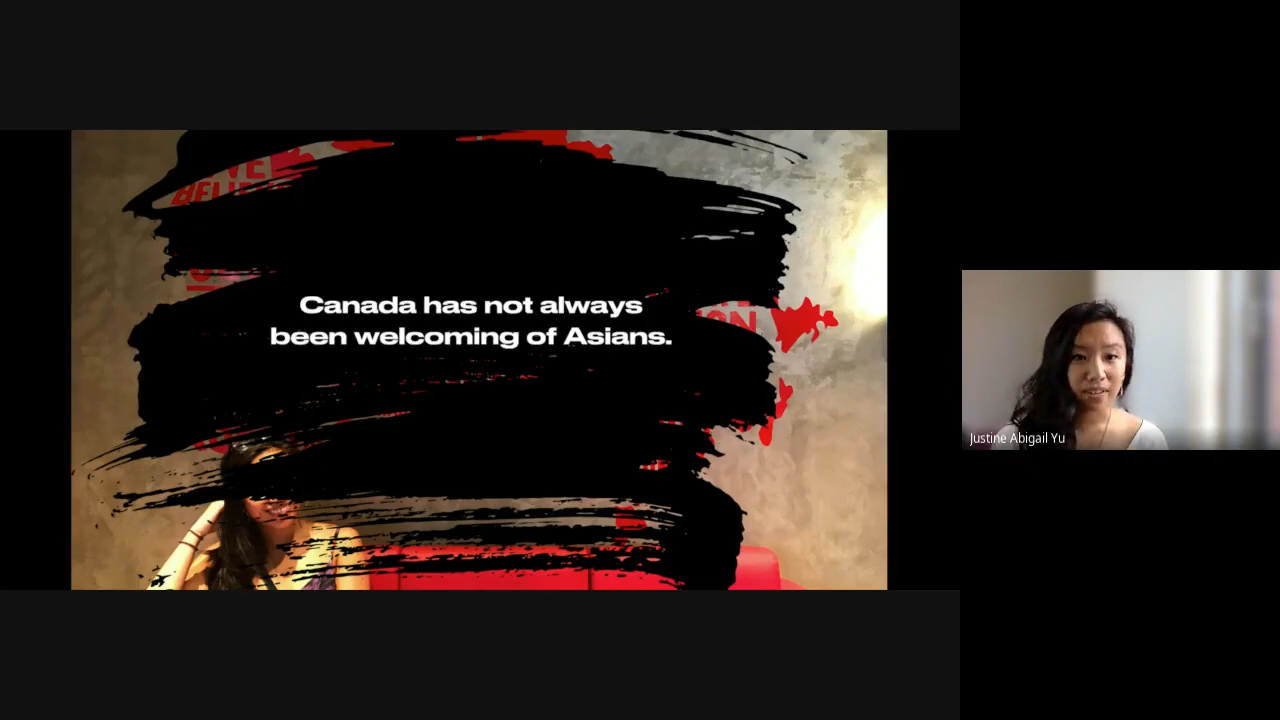 Canada has not always
been welcoming of Asians.
Justine Abigail Yu